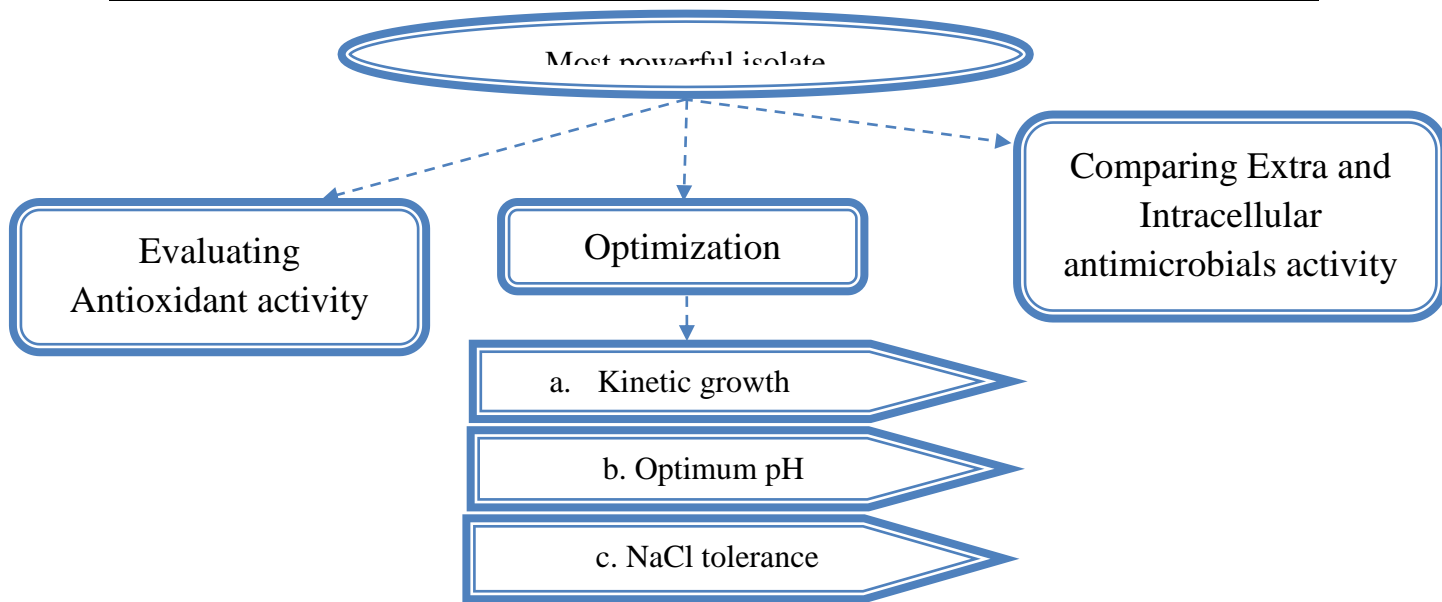 Most powerful isolate
Comparing Extra and
Intracellular
antimicrobials activity
Evaluating
Antioxidant activity
Optimization
a. Kinetic growth
b. Optimum pH
c. NaCl tolerance